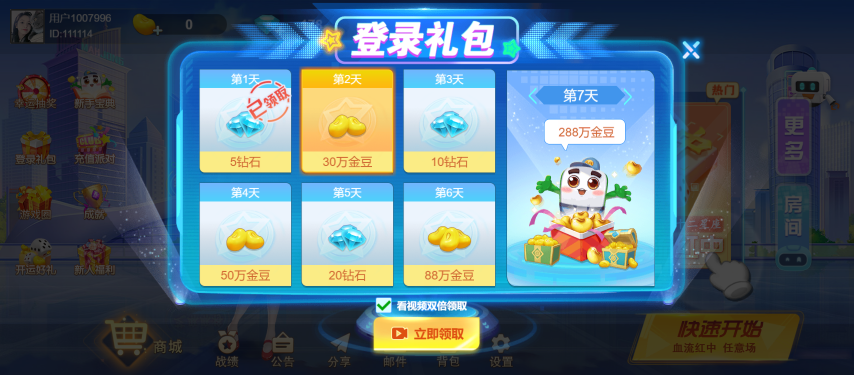 用户1007996
ID:111114
0
登录礼包
第1天
已领取
5钻石
第2天
30万金豆
第3天
10钻石
第7天
288万金豆
第4天
50万金豆
第5天
20钻石
第6天
88万金豆
热门
更多
房间
幸运抽奖
新手宝典
登录礼包
充值派对
游戏圈
成就
开运好礼
新人福利
看视频双倍领取
立即领取
商城
战绩
公告
分享
邮件
背包
设置
快速开始
血流红中 任意场